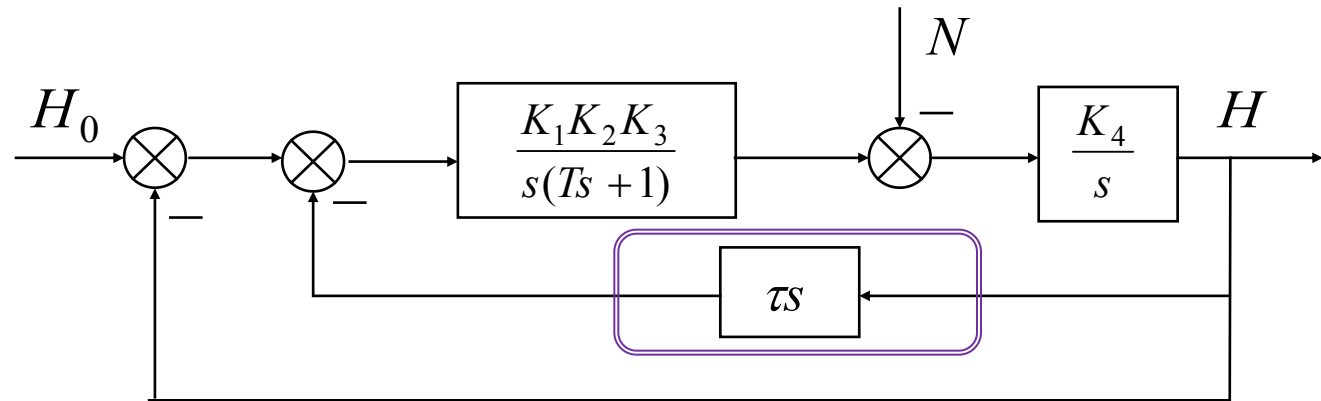 N
H₀
K₁K₂K₃
s(Ts + 1)
K₄
s
H
−
−
−
τs